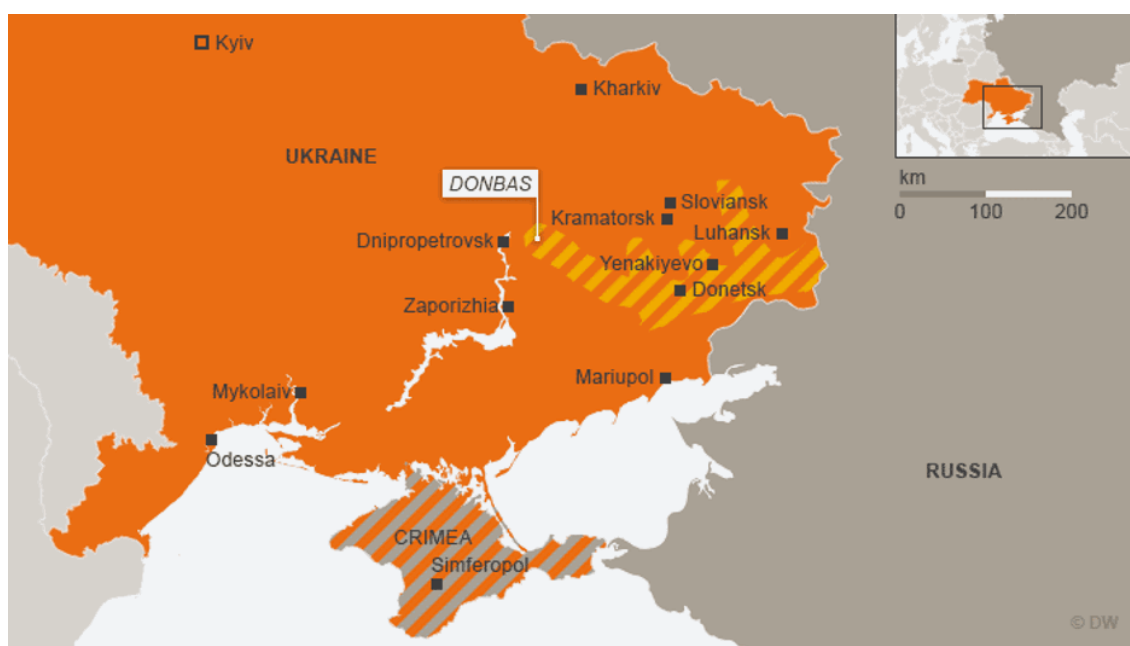 Kyiv
Kharkiv
UKRAINE
DONBAS
km
0 100 200
Sloviansk
Kramatorsk
Luhansk
Dnipropetrovsk
Yenakiyevo
Donetsk
Zaporizhia
Mariupol
Mykolaiv
Odessa
RUSSIA
CRIMEA
Simferopol
© DW